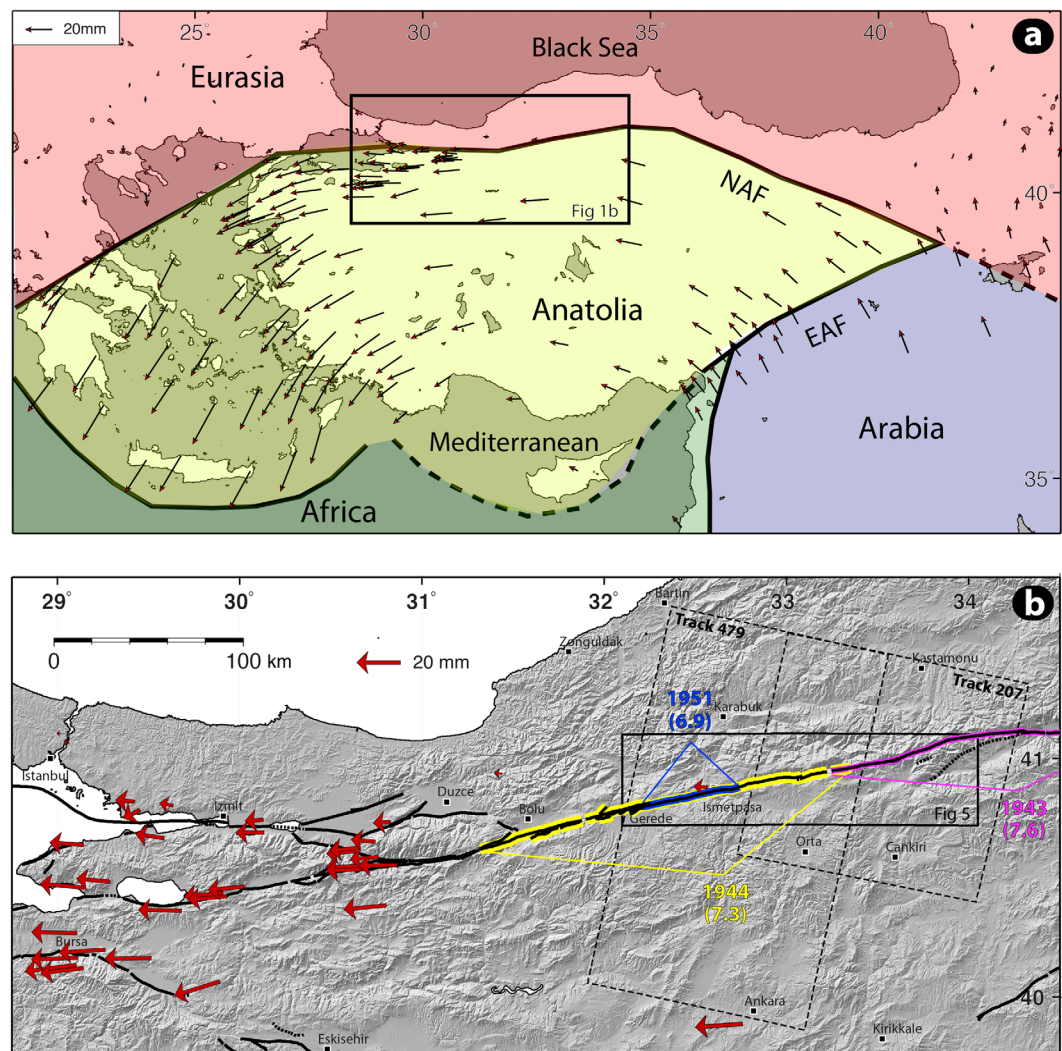 20mm
25°
30°
35°
40°
a
Black Sea
Eurasia
NAF
40°
Fig 1b
Anatolia
EAF
Arabia
Mediterranean
35°
Africa
29°
30°
31°
32°
33°
34°
b
Bartin
Track 479
Zonguldak
Kastamonu
0
100 km
20 mm
Track 207
1951
(6.9)
Karabuk
Istanbul
41°
Izmit
Duzce
Bolu
Gerede
Ismetpasa
Fig 5
1943
(7.6)
Orta
Cankiri
1944
(7.3)
Bursa
40°
Ankara
Eskisehir
Kirikkale